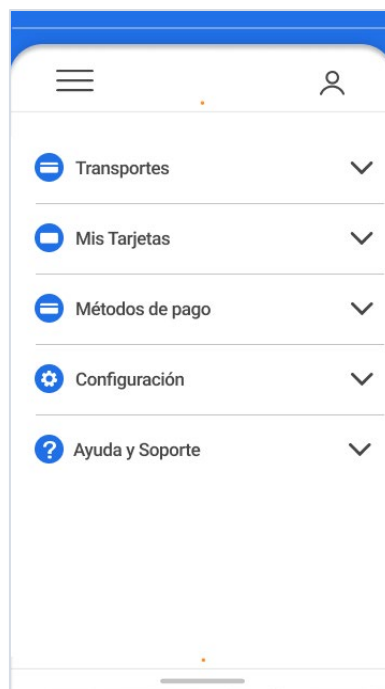 Transportes
Mis Tarjetas
Métodos de pago
Configuración
Ayuda y Soporte